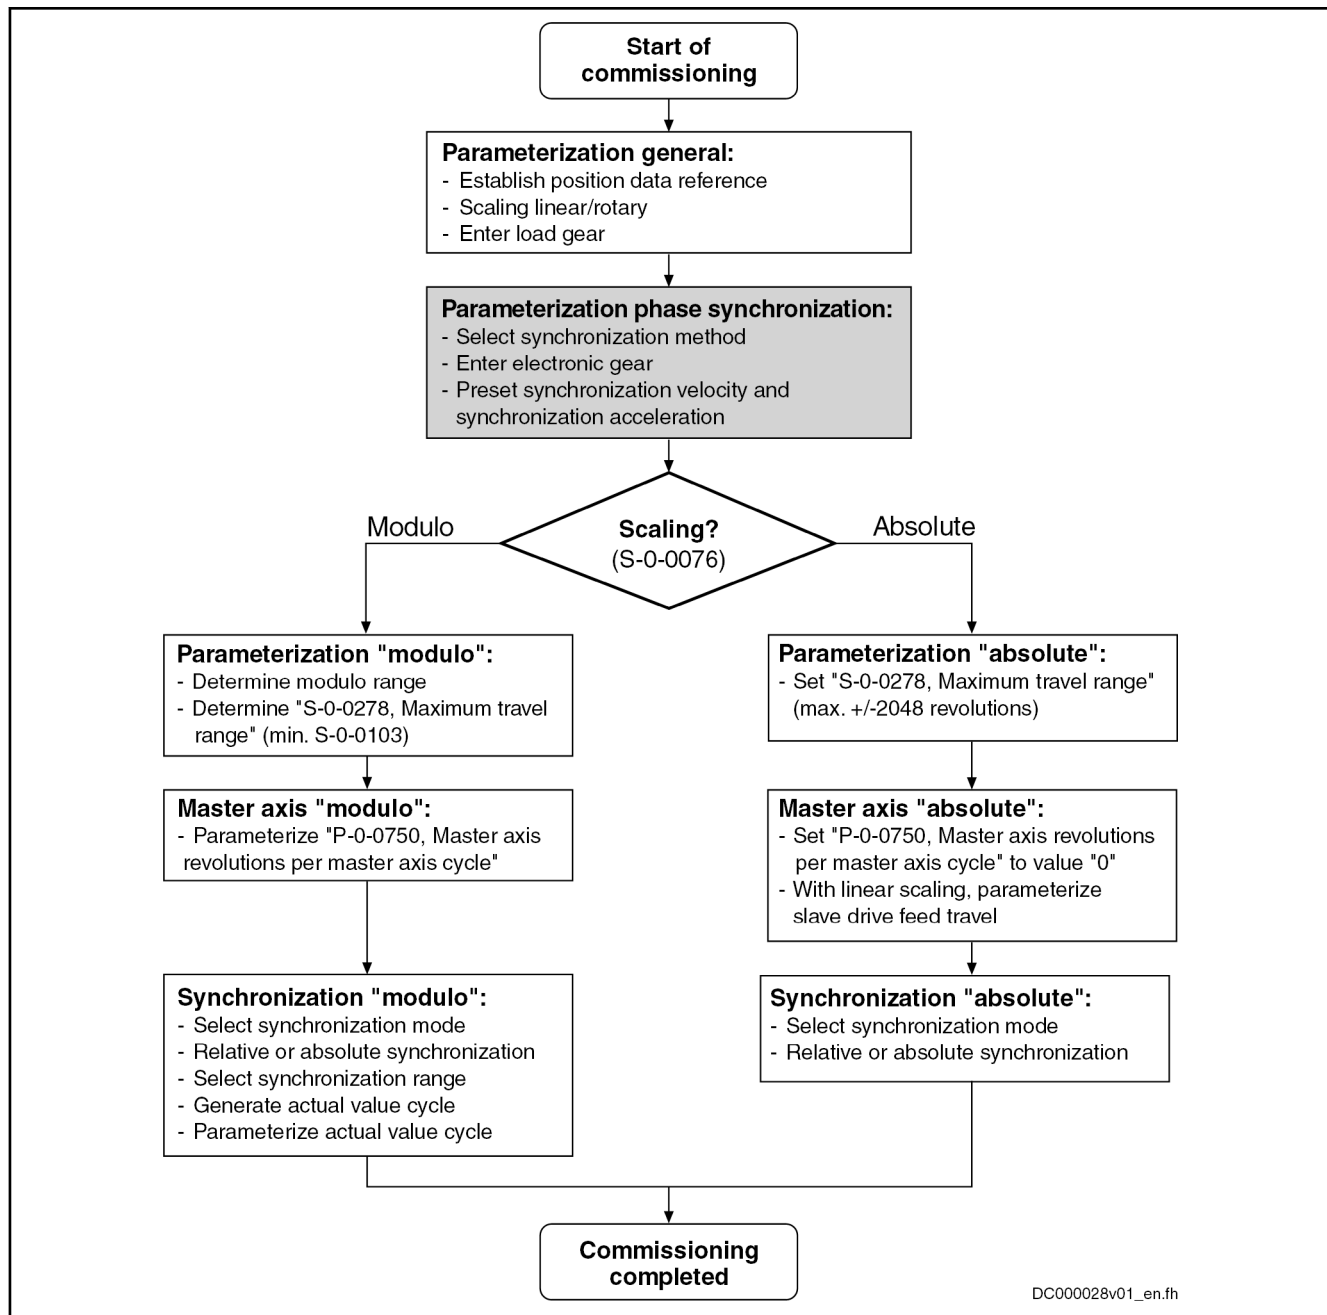 Start of
commissioning
Parameterization general:
- Establish position data reference
- Scaling linear/rotary
- Enter load gear
Parameterization phase synchronization:
- Select synchronization method
- Enter electronic gear
- Preset synchronization velocity and
synchronization acceleration
Modulo
Scaling?
(S-0-0076)
Absolute
Parameterization "modulo":
- Determine modulo range
- Determine "S-0-0278, Maximum travel
range" (min. S-0-0103)
Parameterization "absolute":
- Set "S-0-0278, Maximum travel range"
(max. +/-2048 revolutions)
Master axis "modulo":
- Parameterize "P-0-0750, Master axis
revolutions per master axis cycle"
Master axis "absolute":
- Set "P-0-0750, Master axis revolutions
per master axis cycle" to value "0"
- With linear scaling, parameterize
slave drive feed travel
Synchronization "modulo":
- Select synchronization mode
- Relative or absolute synchronization
- Select synchronization range
- Generate actual value cycle
- Parameterize actual value cycle
Synchronization "absolute":
- Select synchronization mode
- Relative or absolute synchronization
Commissioning
completed
DC000028v01_en.fh